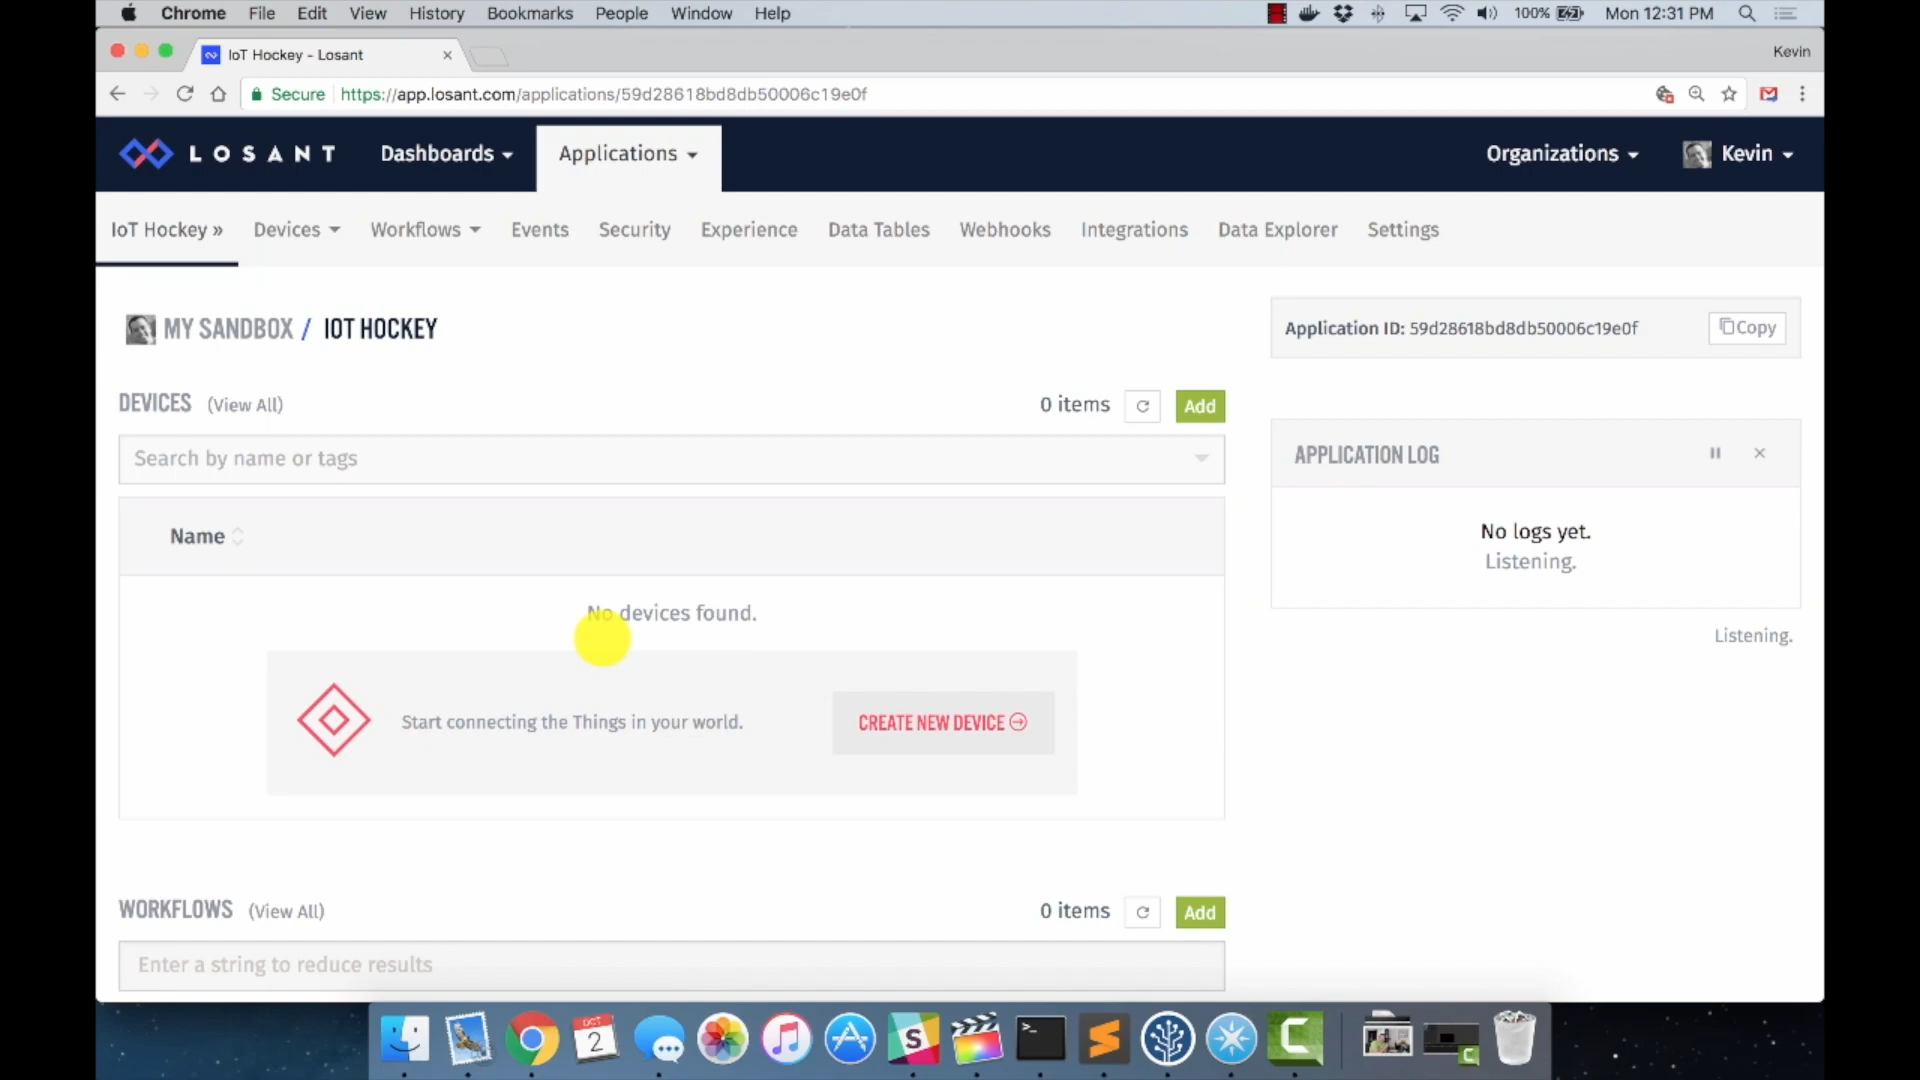 Chrome File Edit View History Bookmarks People Window Help 100% Mon 12:31 PM
IoT Hockey - Losant Kevin
Secure https://app.losant.com/applications/59d28618bd8db50006c19e0f
LOSANT Dashboards Applications Organizations Kevin
IoT Hockey » Devices Workflows Events Security Experience Data Tables Webhooks Integrations Data Explorer Settings
MY SANDBOX / IOT HOCKEY
Application ID: 59d28618bd8db50006c19e0f Copy
DEVICES (View All) 0 items Add
Search by name or tags
APPLICATION LOG
Name
No logs yet.
Listening.
No devices found.
Listening.
Start connecting the Things in your world. CREATE NEW DEVICE
WORKFLOWS (View All) 0 items Add
Enter a string to reduce results
OCT
2